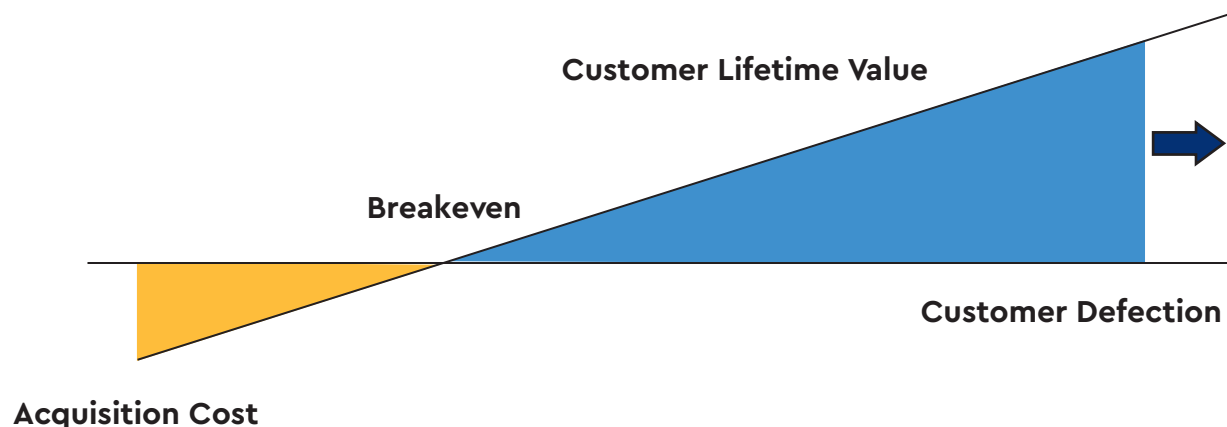 Customer Lifetime Value
Breakeven
Customer Defection
Acquisition Cost